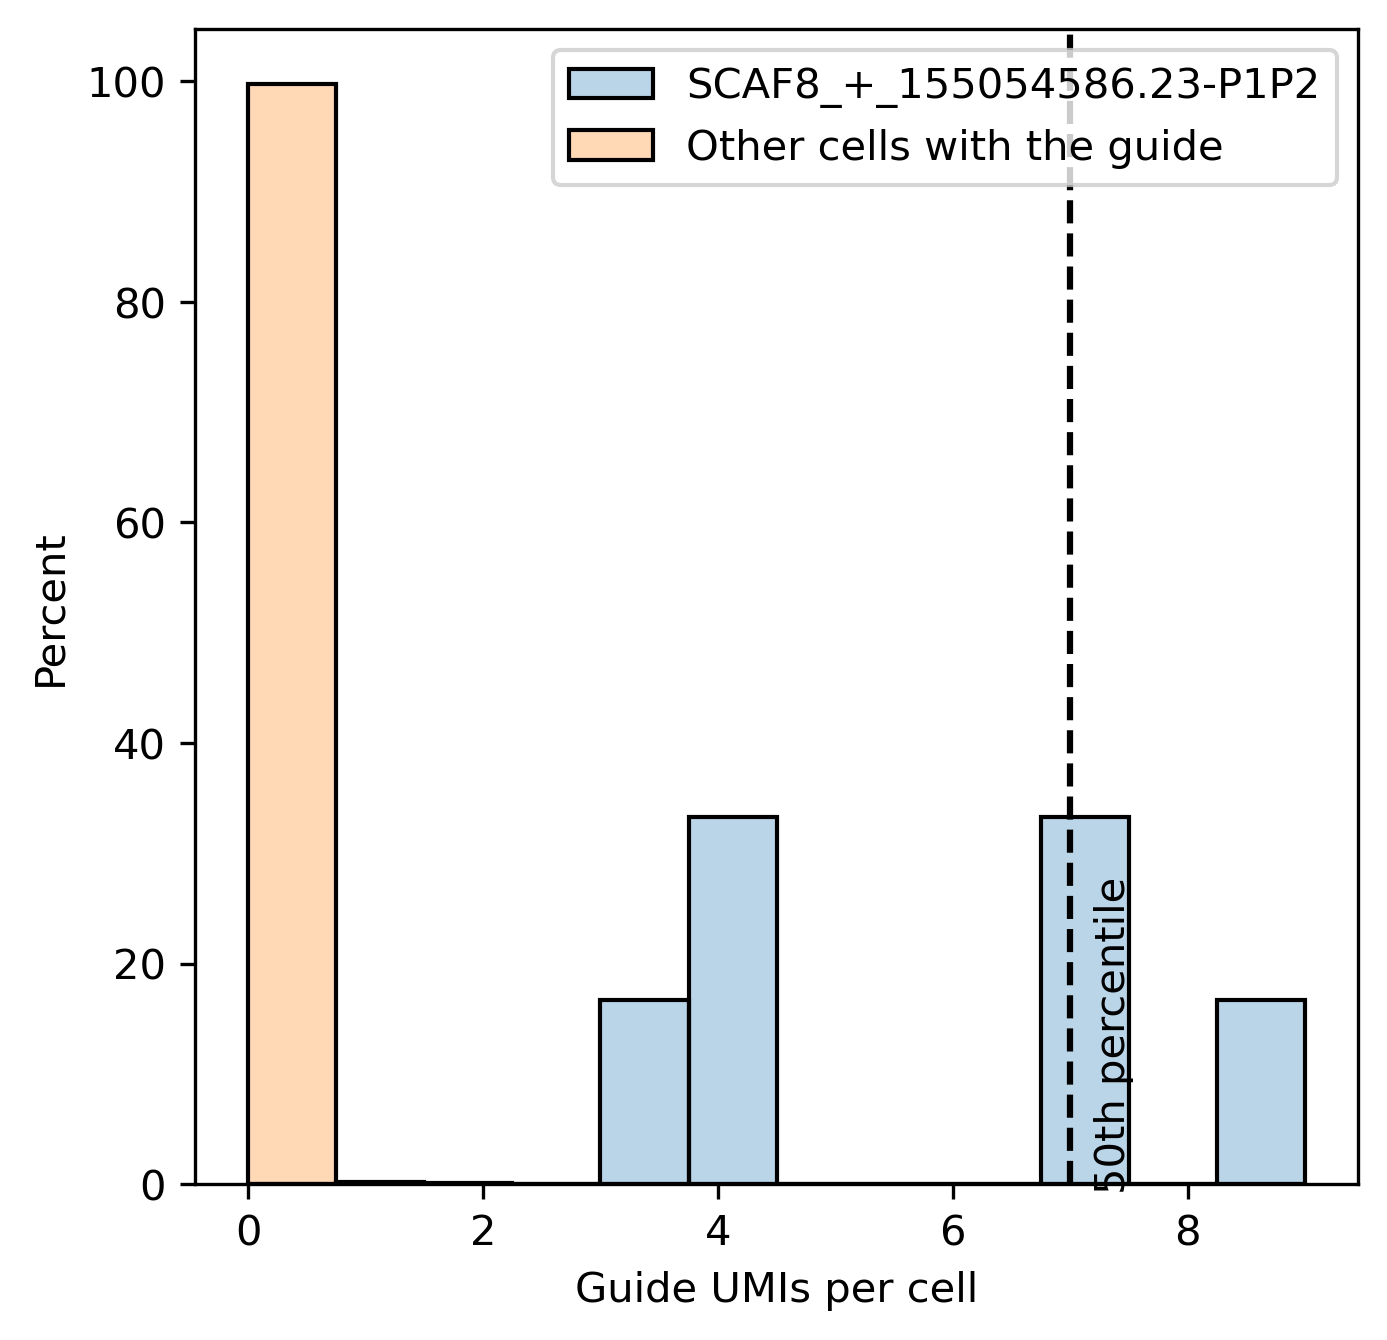 SCAF8_+_155054586.23-P1P2
Other cells with the guide
100
80
60
40
20
0
Percent
50th percentile
0 2 4 6 8
Guide UMIs per cell